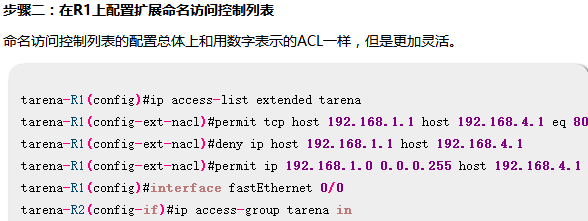 步骤二：在R1上配置扩展命名访问控制列表
命名访问控制列表的配置总体上和用数字表示的ACL一样，但是更加灵活。
tarena-R1(config)#ip access-list extended tarena
tarena-R1(config-ext-nacl)#permit tcp host 192.168.1.1 host 192.168.4.1 eq 80
tarena-R1(config-ext-nacl)#deny ip host 192.168.1.1 host 192.168.4.1
tarena-R1(config-ext-nacl)#permit ip 192.168.1.0 0.0.0.255 host 192.168.4.1
tarena-R1(config)#interface fastEthernet 0/0
tarena-R2(config-if)#ip access-group tarena in